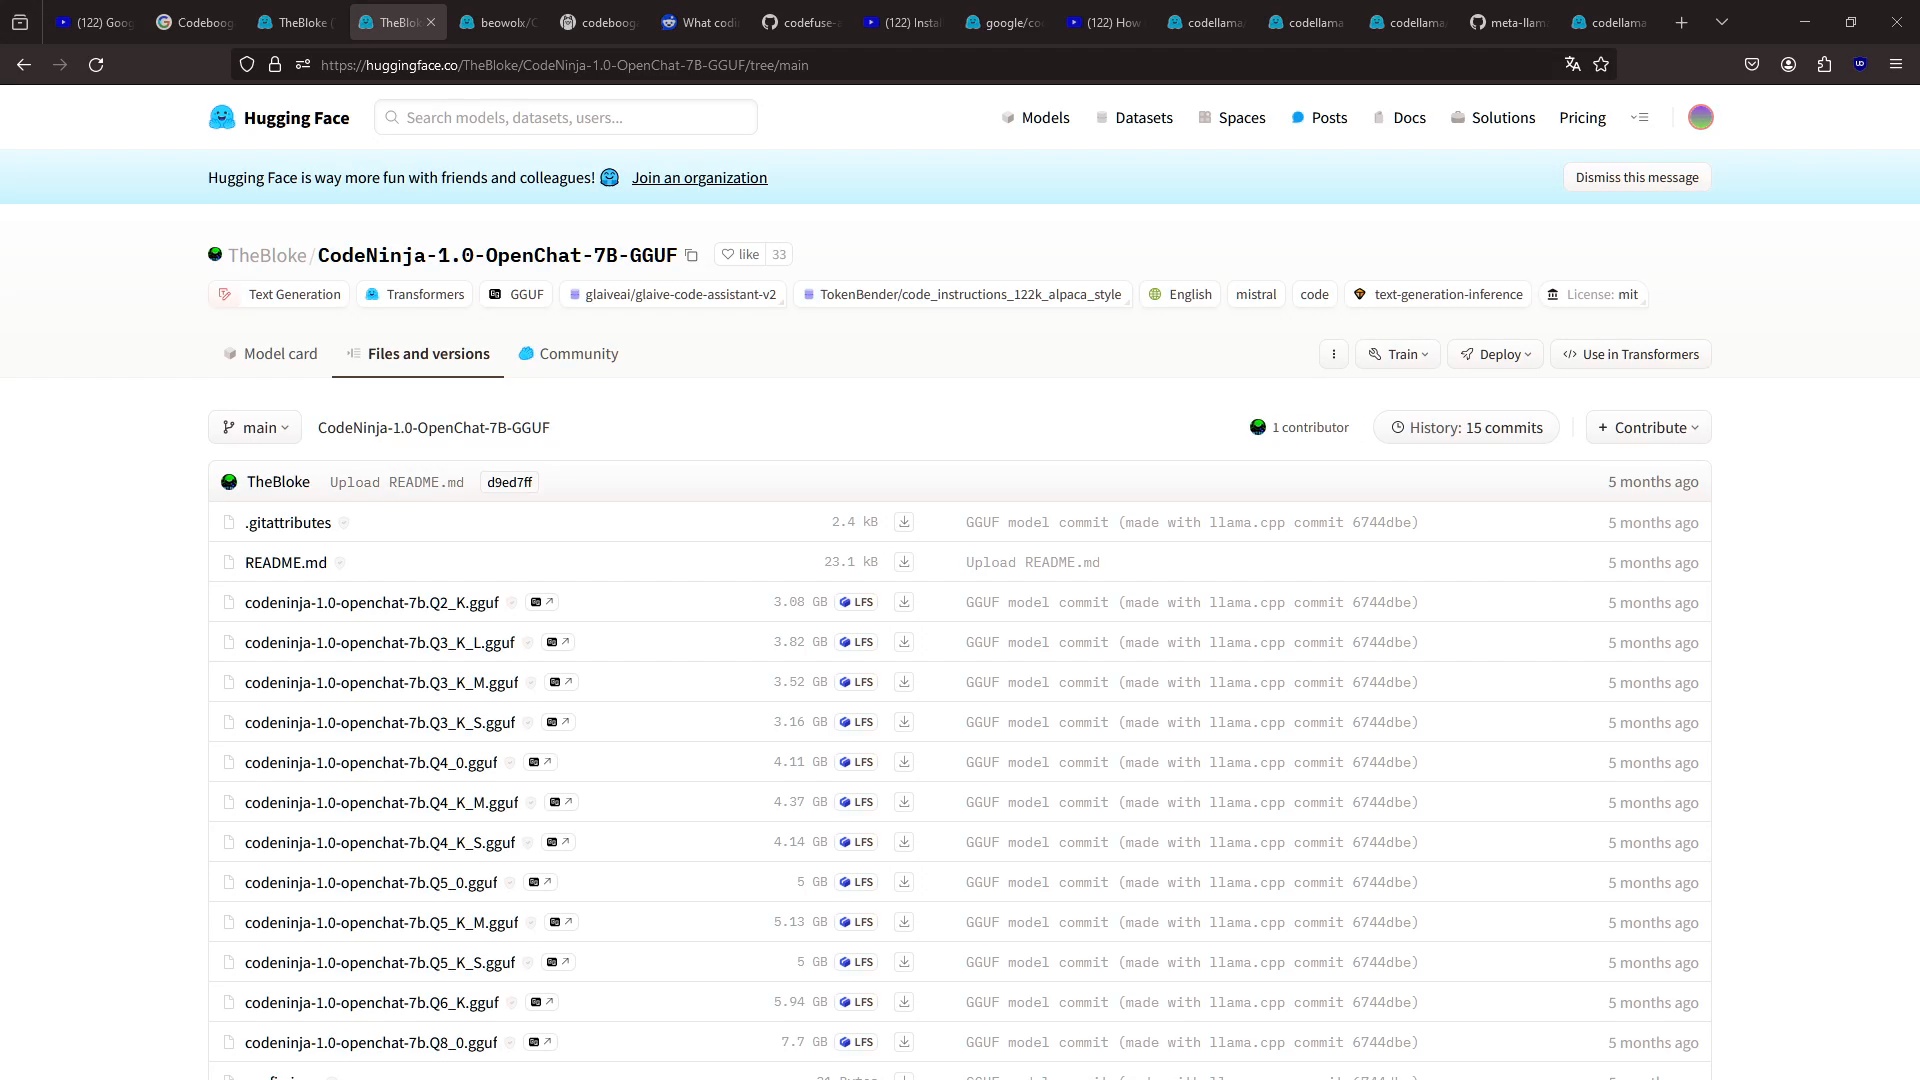 (122) Goog
Codeboog
TheBloke (
TheBlok
beowolx/C
codeboog
What codi
codefuse-a
(122) Instal
google/co
(122) How
codellama
codellama
codellama/
meta-llam
codellama
https://huggingface.co/TheBloke/CodeNinja-1.0-OpenChat-7B-GGUF/tree/main
Hugging Face
Search models, datasets, users...
Models
Datasets
Spaces
Posts
Docs
Solutions
Pricing
Hugging Face is way more fun with friends and colleagues! Join an organization
Dismiss this message
TheBloke/CodeNinja-1.0-OpenChat-7B-GGUF like 33
Text Generation Transformers GGUF glaiveai/glaive-code-assistant-v2 TokenBender/code_instructions_122k_alpaca_style English mistral code text-generation-inference License: mit
Model card Files and versions Community
Train Deploy Use in Transformers
main CodeNinja-1.0-OpenChat-7B-GGUF 1 contributor History: 15 commits + Contribute
TheBloke Upload README.md d9ed7ff 5 months ago
.gitattributes 2.4 kB GGUF model commit (made with llama.cpp commit 6744dbe) 5 months ago
README.md 23.1 kB Upload README.md 5 months ago
codeninja-1.0-openchat-7b.Q2_K.gguf 3.08 GB LFS GGUF model commit (made with llama.cpp commit 6744dbe) 5 months ago
codeninja-1.0-openchat-7b.Q3_K_L.gguf 3.82 GB LFS GGUF model commit (made with llama.cpp commit 6744dbe) 5 months ago
codeninja-1.0-openchat-7b.Q3_K_M.gguf 3.52 GB LFS GGUF model commit (made with llama.cpp commit 6744dbe) 5 months ago
codeninja-1.0-openchat-7b.Q3_K_S.gguf 3.16 GB LFS GGUF model commit (made with llama.cpp commit 6744dbe) 5 months ago
codeninja-1.0-openchat-7b.Q4_0.gguf 4.11 GB LFS GGUF model commit (made with llama.cpp commit 6744dbe) 5 months ago
codeninja-1.0-openchat-7b.Q4_K_M.gguf 4.37 GB LFS GGUF model commit (made with llama.cpp commit 6744dbe) 5 months ago
codeninja-1.0-openchat-7b.Q4_K_S.gguf 4.14 GB LFS GGUF model commit (made with llama.cpp commit 6744dbe) 5 months ago
codeninja-1.0-openchat-7b.Q5_0.gguf 5 GB LFS GGUF model commit (made with llama.cpp commit 6744dbe) 5 months ago
codeninja-1.0-openchat-7b.Q5_K_M.gguf 5.13 GB LFS GGUF model commit (made with llama.cpp commit 6744dbe) 5 months ago
codeninja-1.0-openchat-7b.Q5_K_S.gguf 5 GB LFS GGUF model commit (made with llama.cpp commit 6744dbe) 5 months ago
codeninja-1.0-openchat-7b.Q6_K.gguf 5.94 GB LFS GGUF model commit (made with llama.cpp commit 6744dbe) 5 months ago
codeninja-1.0-openchat-7b.Q8_0.gguf 7.7 GB LFS GGUF model commit (made with llama.cpp commit 6744dbe) 5 months ago